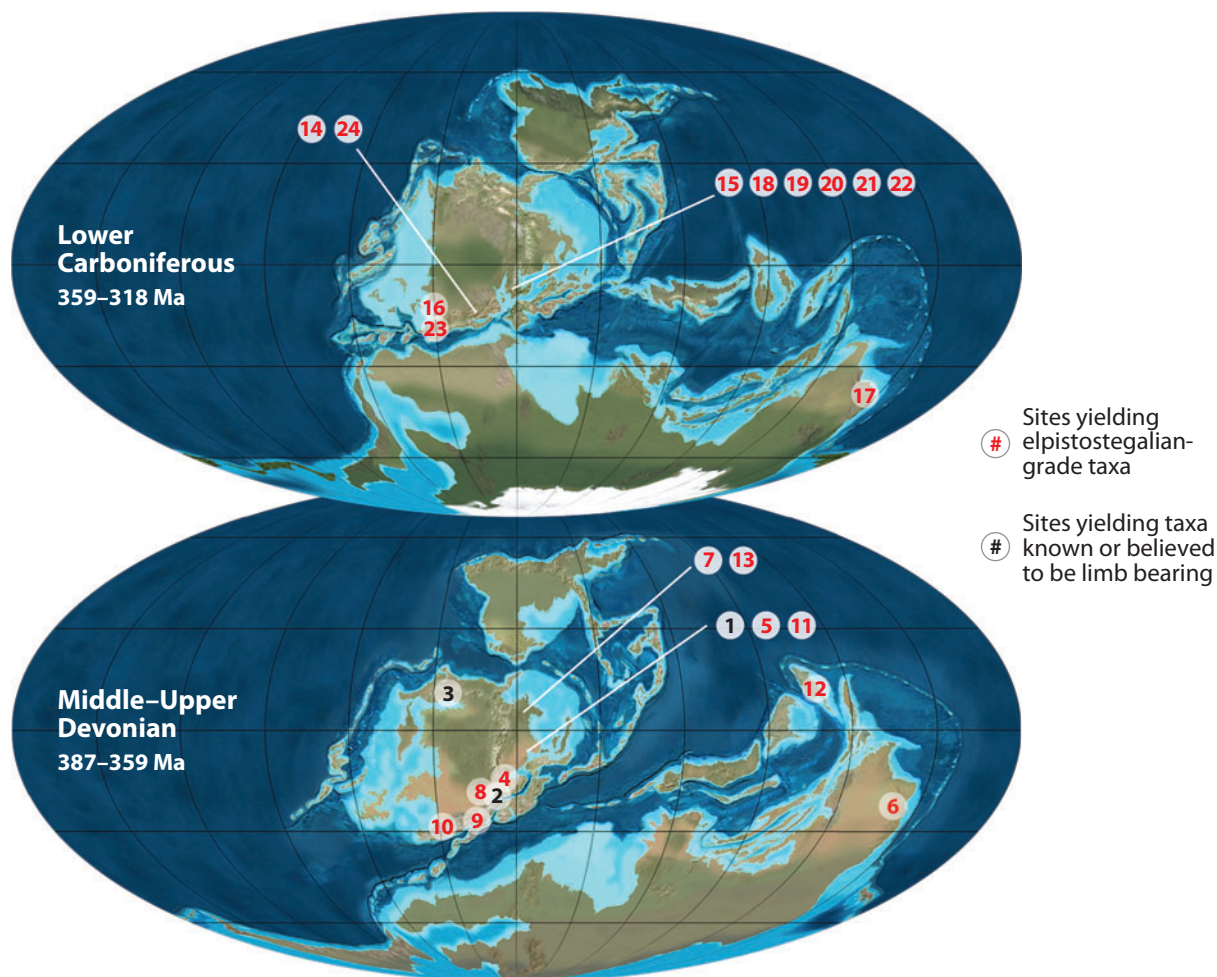 14 24
15 18 19 20 21 22
Lower
Carboniferous
359–318 Ma
16
23
17
# Sites yielding
elpistostegalian-
grade taxa
# Sites yielding taxa
known or believed
to be limb bearing
7 13
1 5 11
3
12
Middle–Upper
Devonian
387–359 Ma
4
8
2
6
10
9